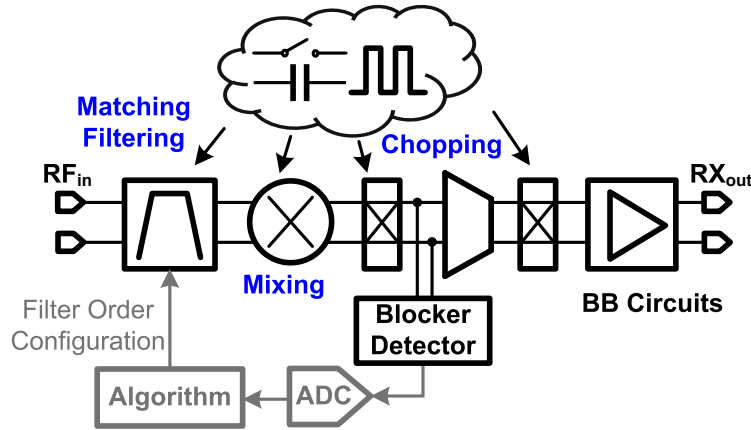 Matching
Filtering
Chopping
RFin
RXout
Mixing
BB Circuits
Filter Order
Configuration
Blocker
Detector
Algorithm
ADC